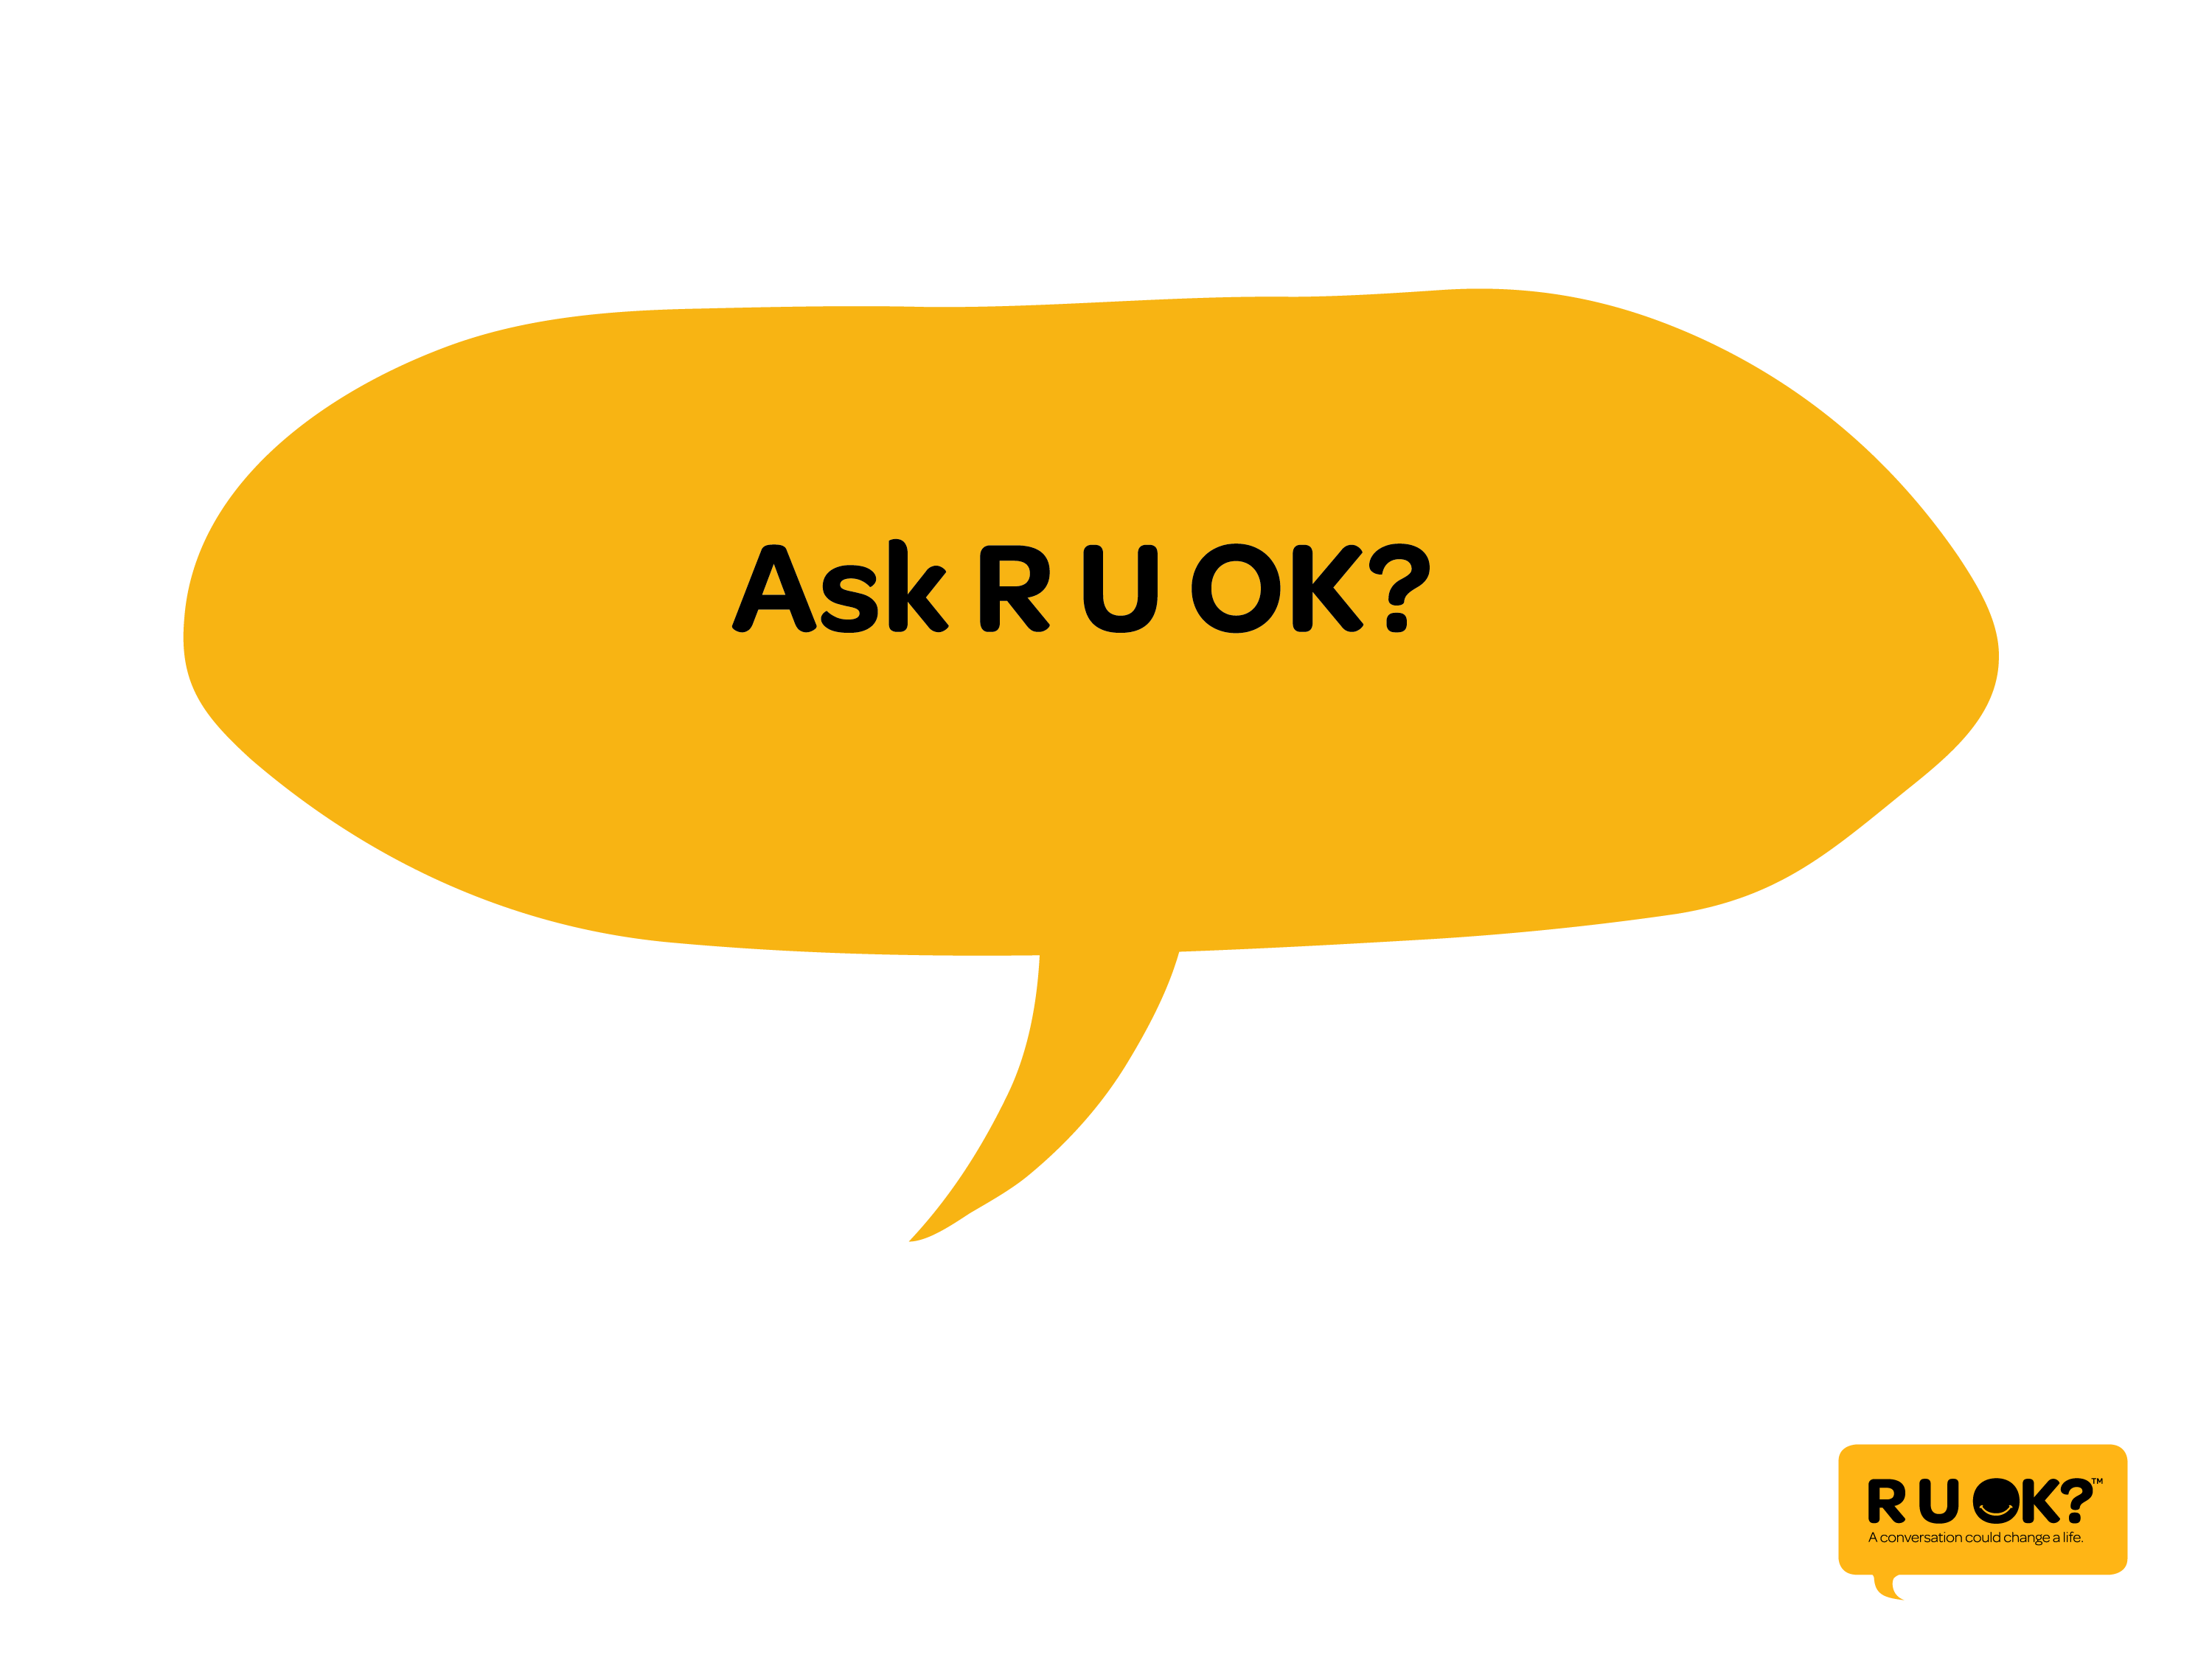 Ask R U OK?
R U OK?™
A conversation could change a life.